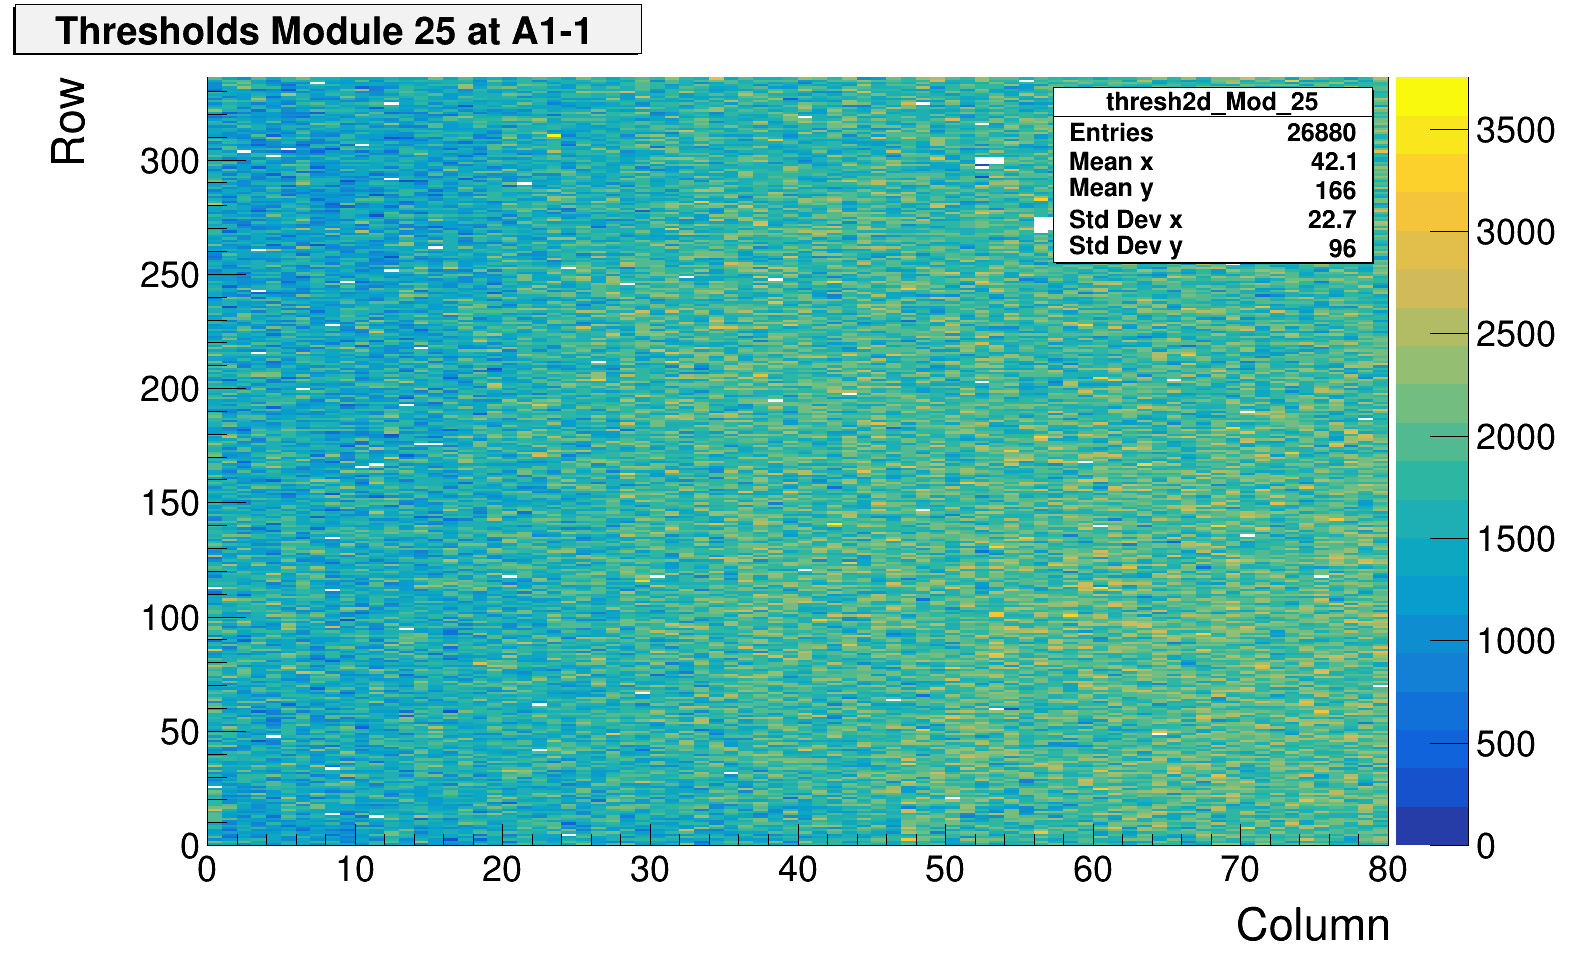 Thresholds Module 25 at A1-1
Row
thresh2d_Mod_25
Entries 26880
Mean x 42.1
Mean y 166
Std Dev x 22.7
Std Dev y 96
300
250
200
150
100
50
0
0 10 20 30 40 50 60 70 80
Column
3500
3000
2500
2000
1500
1000
500
0